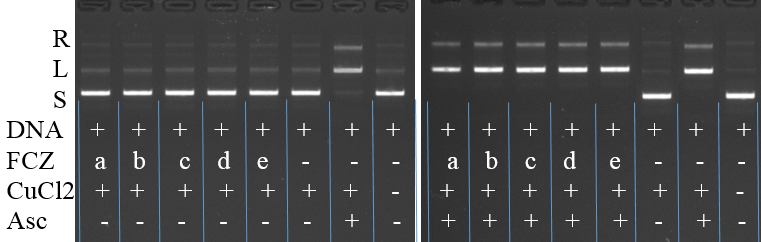 R
L
S
DNA + + + + + + + + + + + + + + + +
FCZ a b c d e - - - a b c d e - - -
CuCl2 + + + + + + + - + + + + + + + -
Asc - - - - - - + - + + + + + - + -